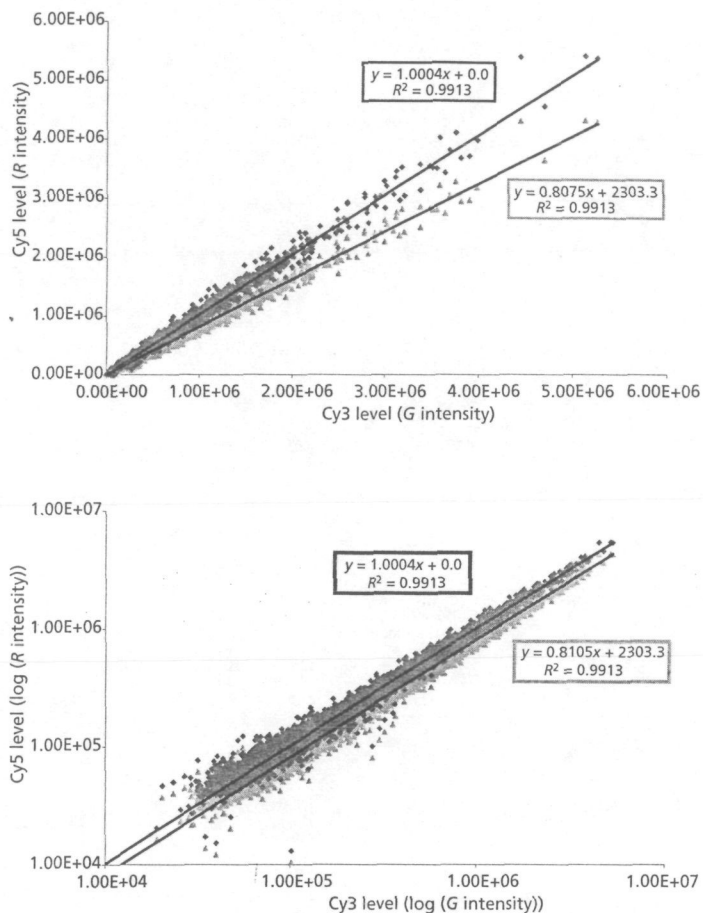 6.00E+06
5.00E+06
4.00E+06
3.00E+06
2.00E+06
1.00E+06
0.00E+00
Cy5 level (R intensity)
y = 1.0004x + 0.0
R² = 0.9913
y = 0.8075x + 2303.3
R² = 0.9913
0.00E+00 1.00E+06 2.00E+06 3.00E+06 4.00E+06 5.00E+06 6.00E+06
Cy3 level (G intensity)
1.00E+07
1.00E+06
1.00E+05
1.00E+04
Cy5 level (log (R intensity))
y = 1.0004x + 0.0
R² = 0.9913
y = 0.8105x + 2303.3
R² = 0.9913
1.00E+04 1.00E+05 1.00E+06 1.00E+07
Cy3 level (log (G intensity))